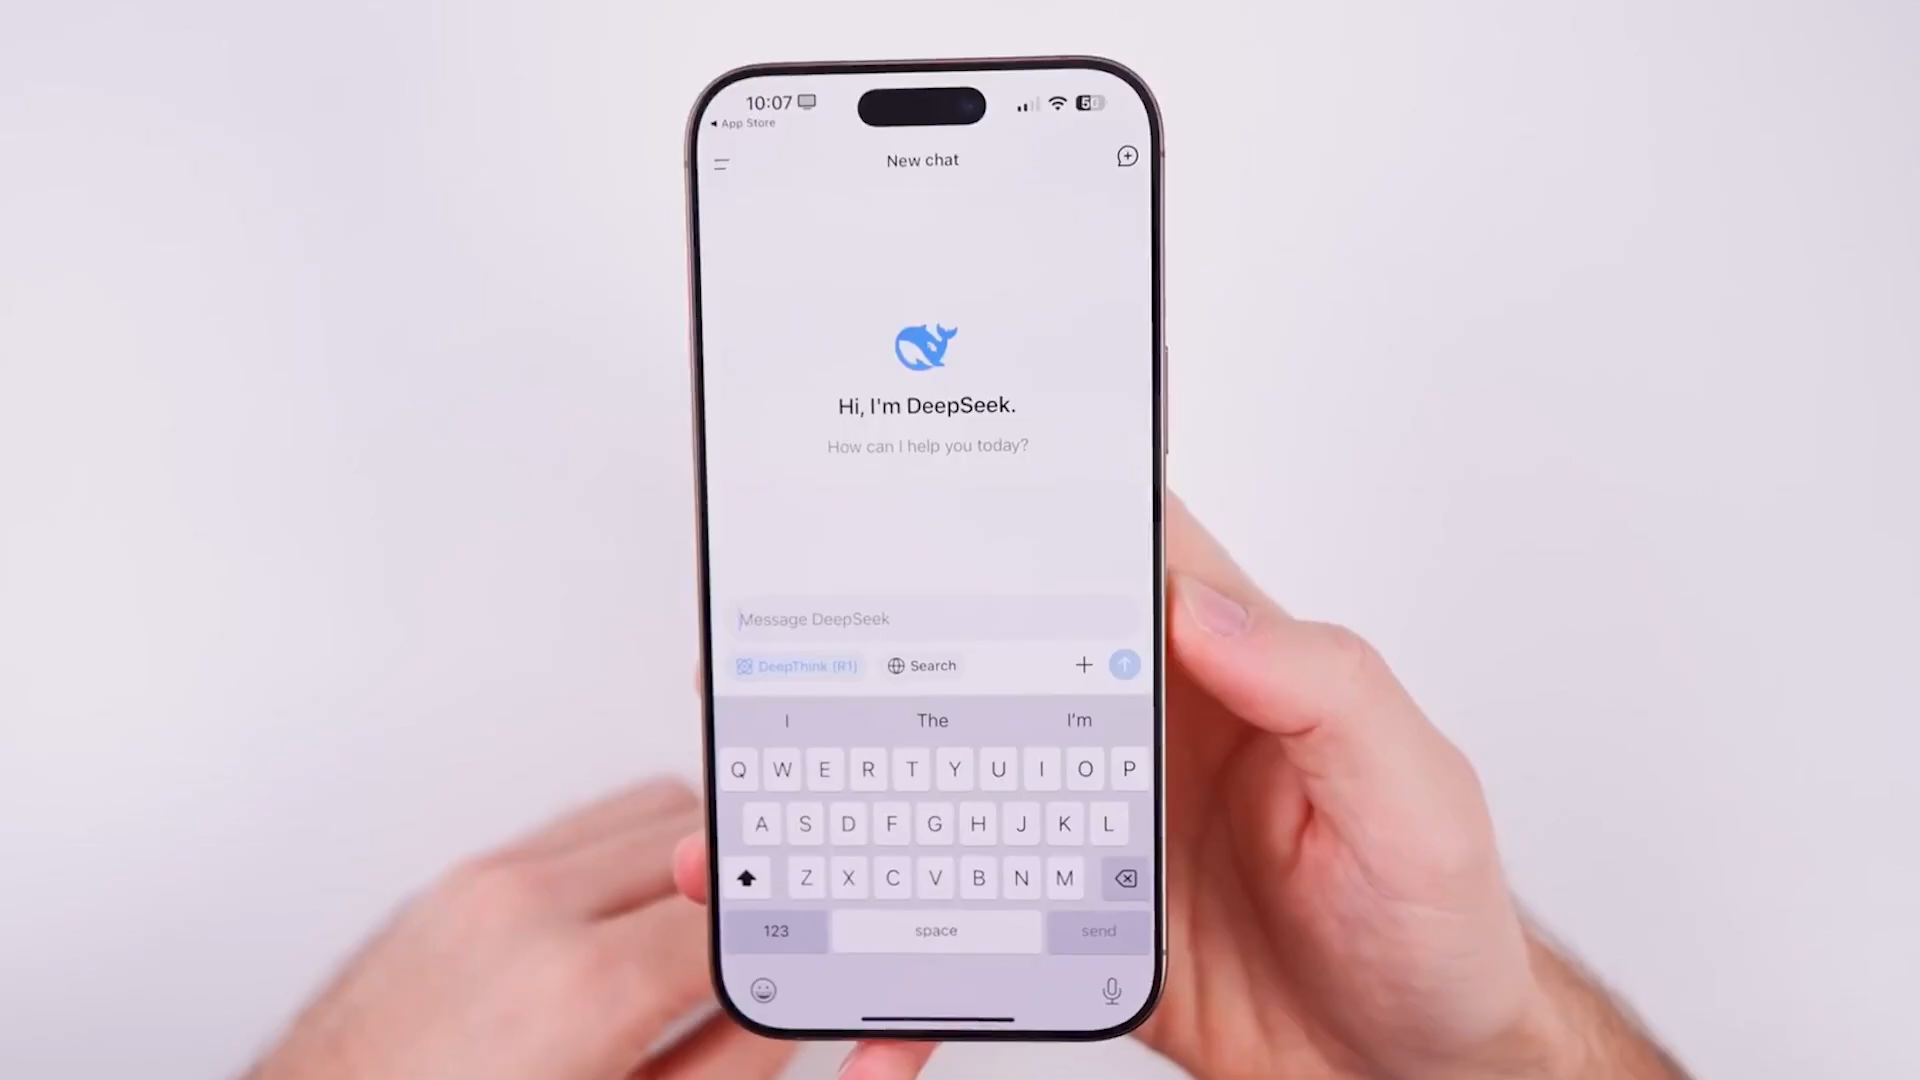 10:07
50
◀ App Store
New chat
Hi, I'm DeepSeek.
How can I help you today?
Message DeepSeek
DeepThink (R1) Search
I The I'm
Q W E R T Y U I O P
A S D F G H J K L
Z X C V B N M
123 space send